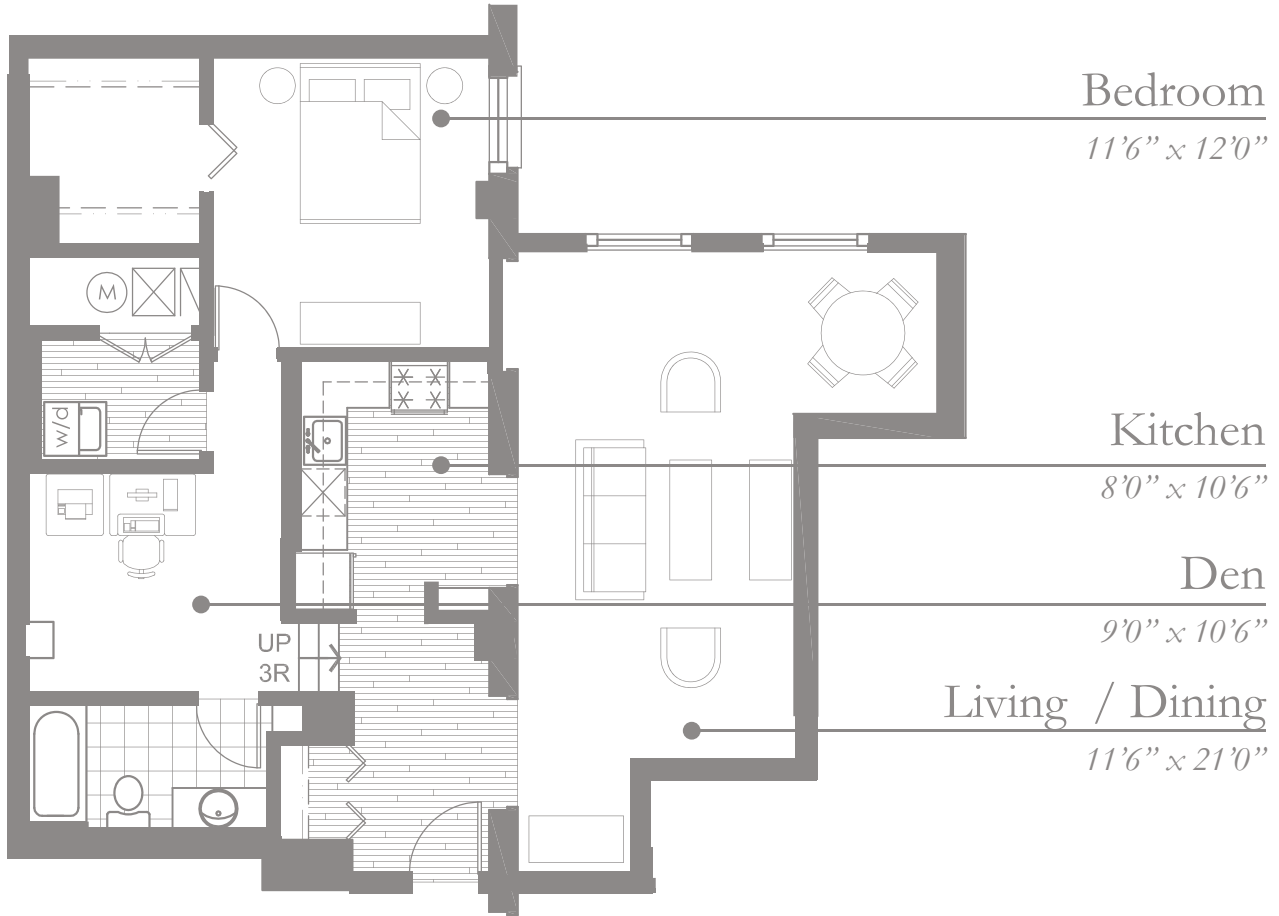 Bedroom
11’6” x 12’0”
M
w/d
Kitchen
8’0” x 10’6”
Den
9’0” x 10’6”
UP
3R
Living / Dining
11’6” x 21’0”